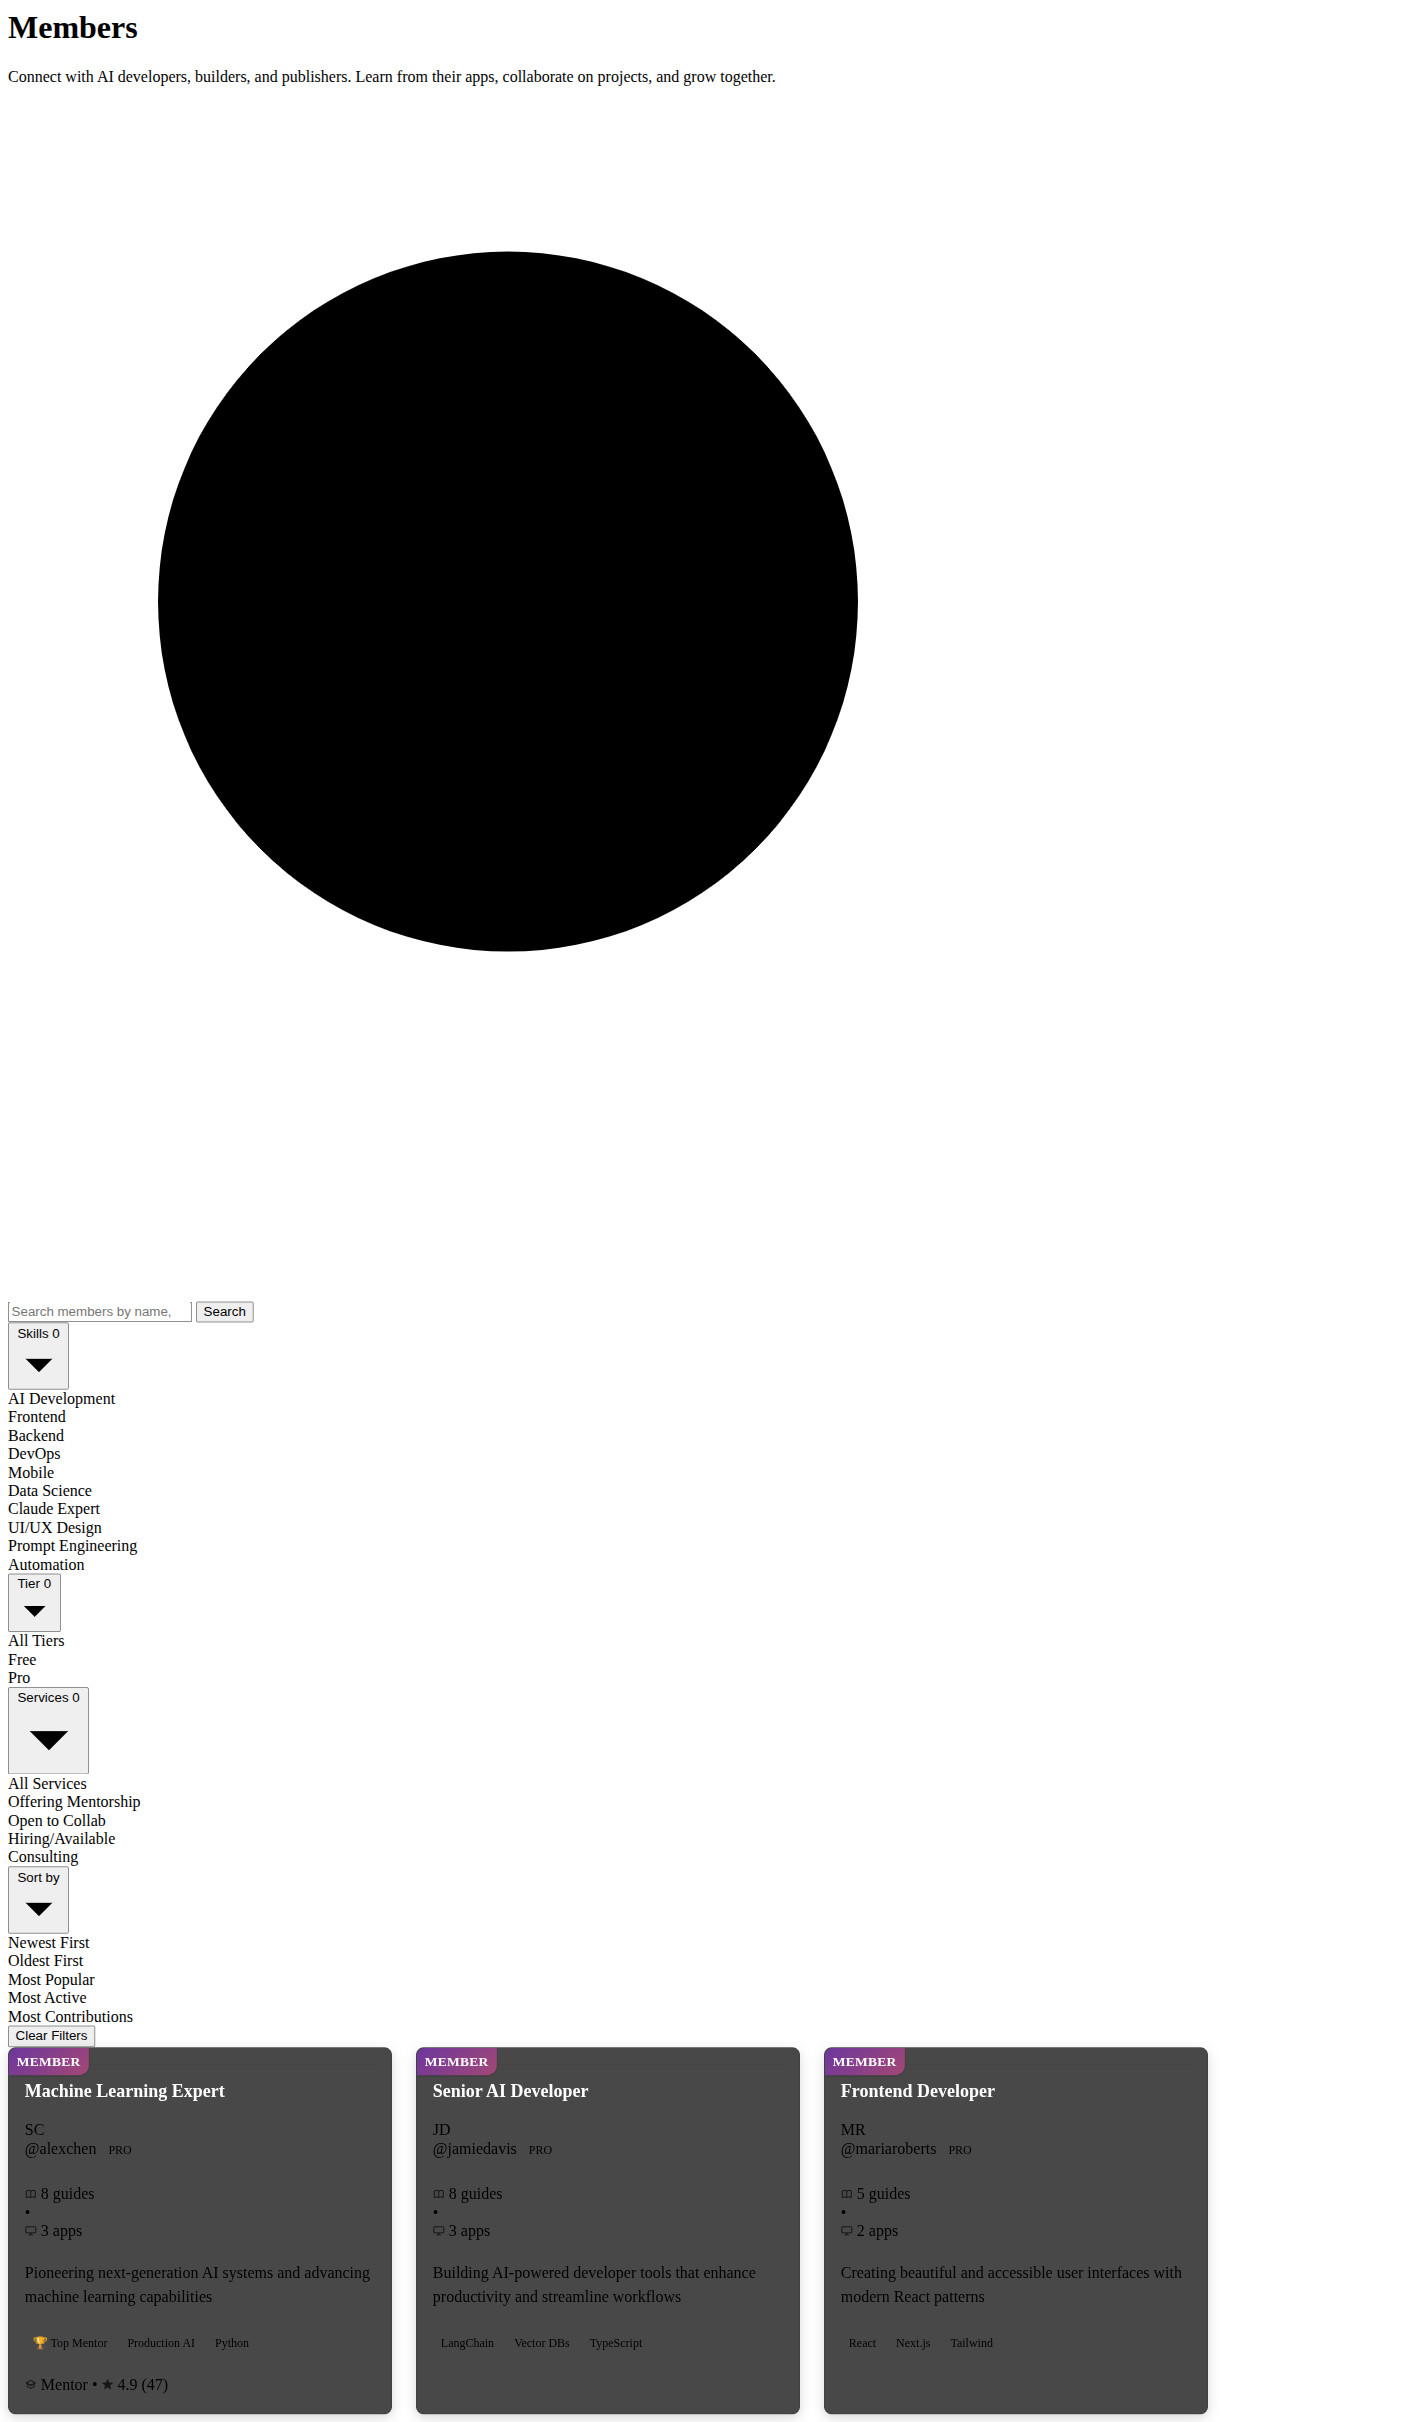 Members
Connect with AI developers, builders, and publishers. Learn from their apps, collaborate on projects, and grow together.
Search members by name,
Search
Skills 0
AI Development
Frontend
Backend
DevOps
Mobile
Data Science
Claude Expert
UI/UX Design
Prompt Engineering
Automation
Tier 0
All Tiers
Free
Pro
Services 0
All Services
Offering Mentorship
Open to Collab
Hiring/Available
Consulting
Sort by
Newest First
Oldest First
Most Popular
Most Active
Most Contributions
Clear Filters
MEMBER
Machine Learning Expert
SC
@alexchen PRO
8 guides
•
3 apps
Pioneering next-generation AI systems and advancing
machine learning capabilities
🏆 Top Mentor Production AI Python
Mentor • ★ 4.9 (47)
MEMBER
Senior AI Developer
JD
@jamiedavis PRO
8 guides
•
3 apps
Building AI-powered developer tools that enhance
productivity and streamline workflows
LangChain Vector DBs TypeScript
MEMBER
Frontend Developer
MR
@mariaroberts PRO
5 guides
•
2 apps
Creating beautiful and accessible user interfaces with
modern React patterns
React Next.js Tailwind